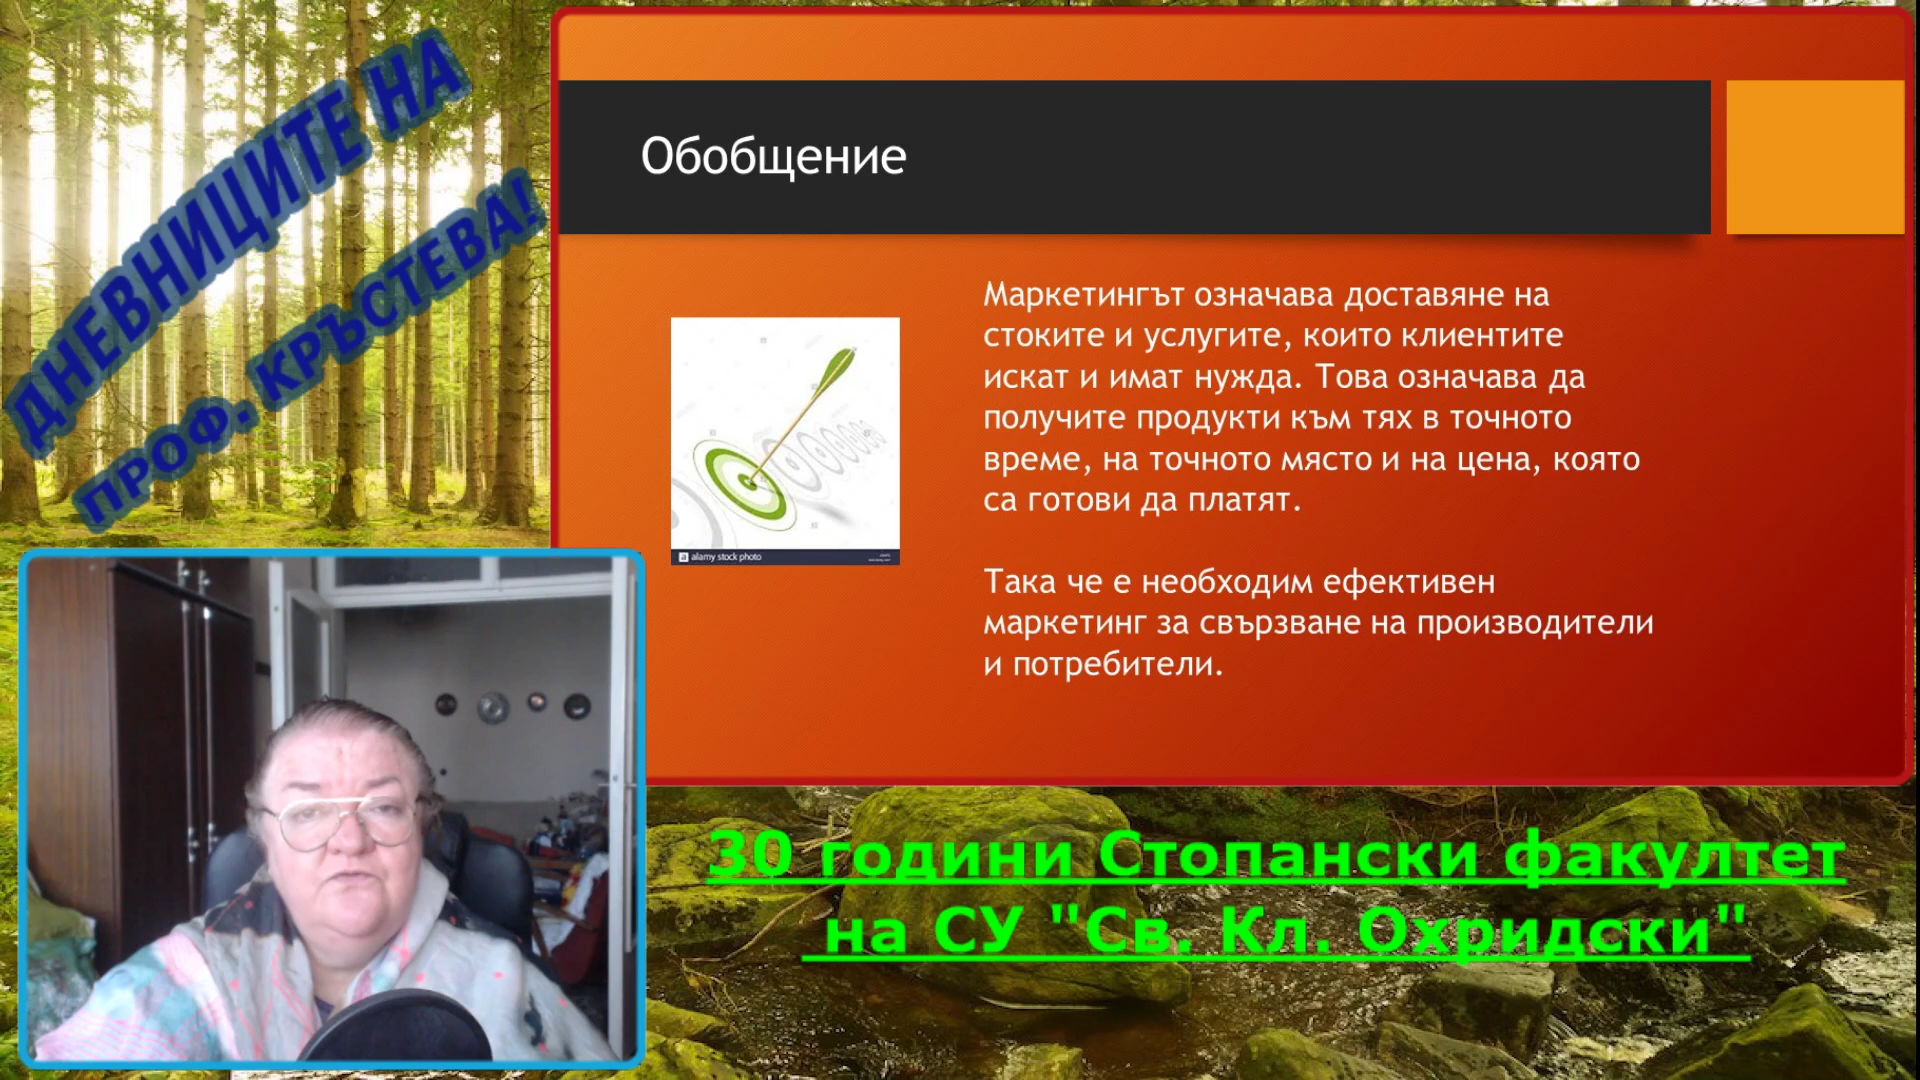 ДНЕВНИЦИТЕ НА
ПРОФ. КРЪСТЕВА!
Обобщение
Маркетингът означава доставяне на
стоките и услугите, които клиентите
искат и имат нужда. Това означава да
получите продукти към тях в точното
време, на точното място и на цена, която
са готови да платят.
Така че е необходим ефективен
маркетинг за свързване на производители
и потребители.
a alamy stock photo
30 години Стопански факултет
на СУ "Св. Кл. Охридски"